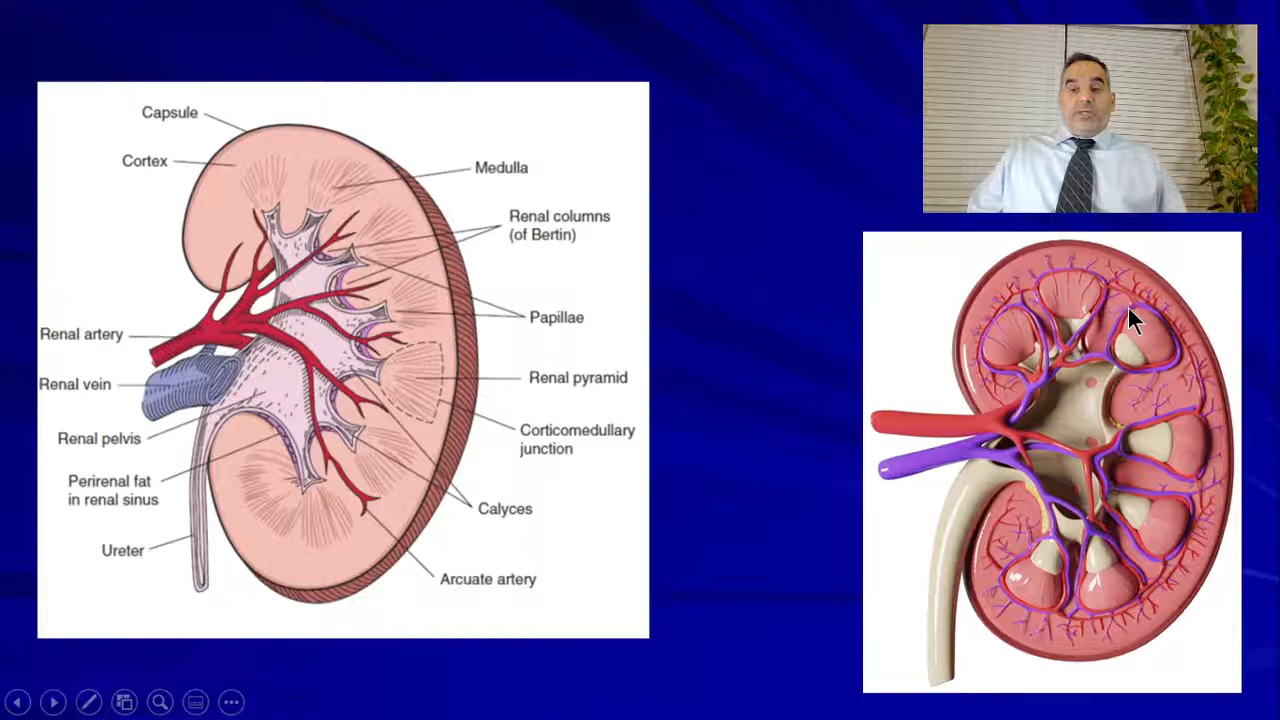 Capsule
Cortex
Medulla
Renal columns
(of Bertin)
Papillae
Renal artery
Renal pyramid
Renal vein
Corticomedullary
junction
Renal pelvis
Perirenal fat
in renal sinus
Calyces
Ureter
Arcuate artery